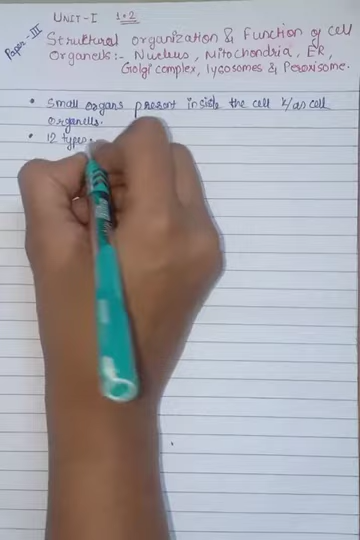 UNIT-I 1.2
Paper-III
Structural organization & Function of cell
Organells:- Nucleus, Mitochondria, ER,
Golgi complex, lysosomes & Peroxisome.
• Small organs present inside the cell k/as cell
organells.
• 12 types